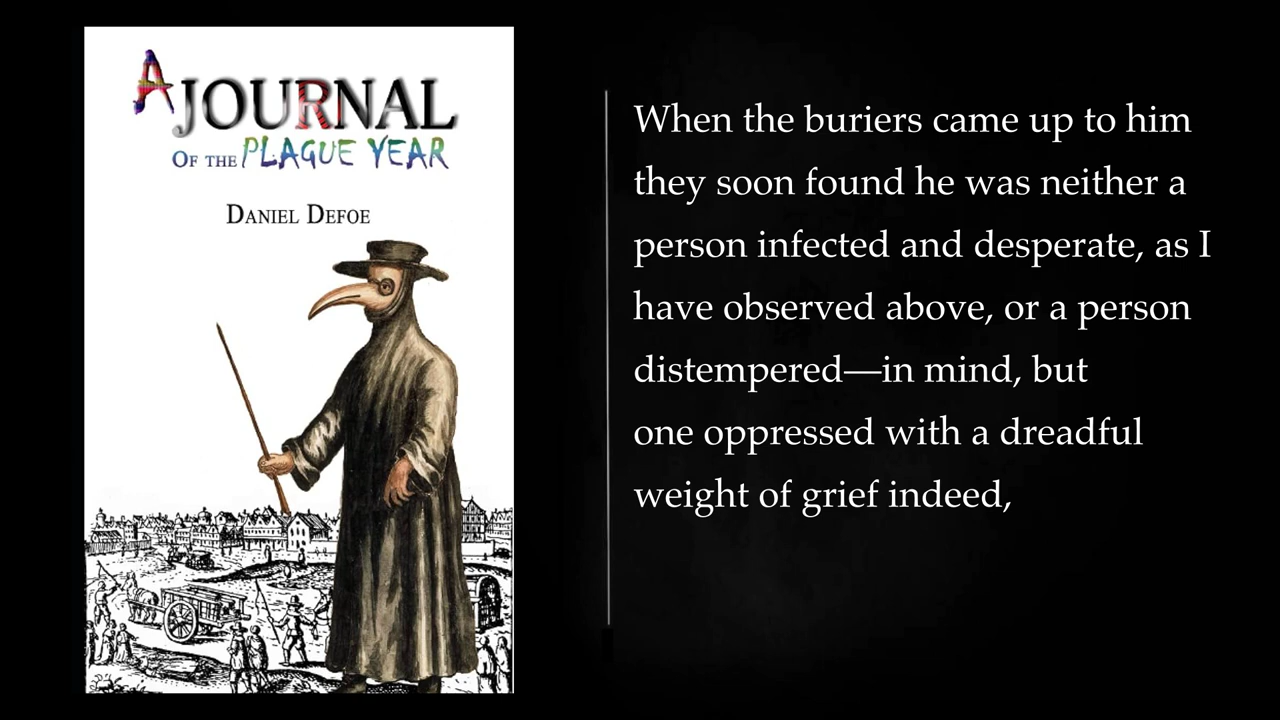 A JOURNAL
OF THE PLAGUE YEAR
DANIEL DEFOE
When the buriers came up to him
they soon found he was neither a
person infected and desperate, as I
have observed above, or a person
distempered—in mind, but
one oppressed with a dreadful
weight of grief indeed,